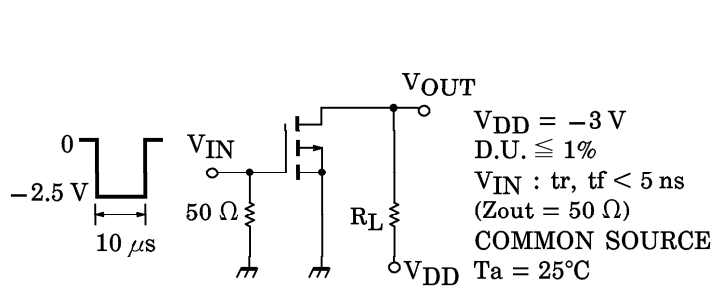 VOUT
0
VIN
−2.5 V
50 Ω
10 μs
RL
VDD
VDD = −3 V
D.U. ≦ 1%
VIN : tr, tf < 5 ns
(Zout = 50 Ω)
COMMON SOURCE
Ta = 25°C